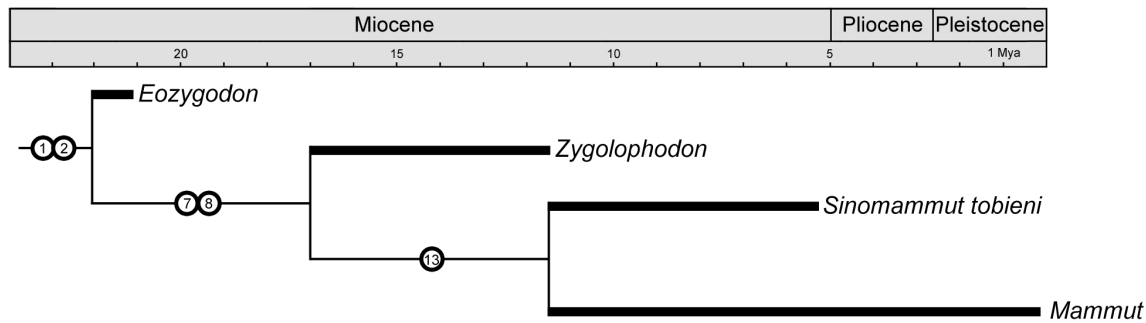 Miocene Pliocene Pleistocene
20 15 10 5 1 Mya
Eozygodon
1 2
Zygolophodon
7 8
Sinomammut tobieni
13
Mammut